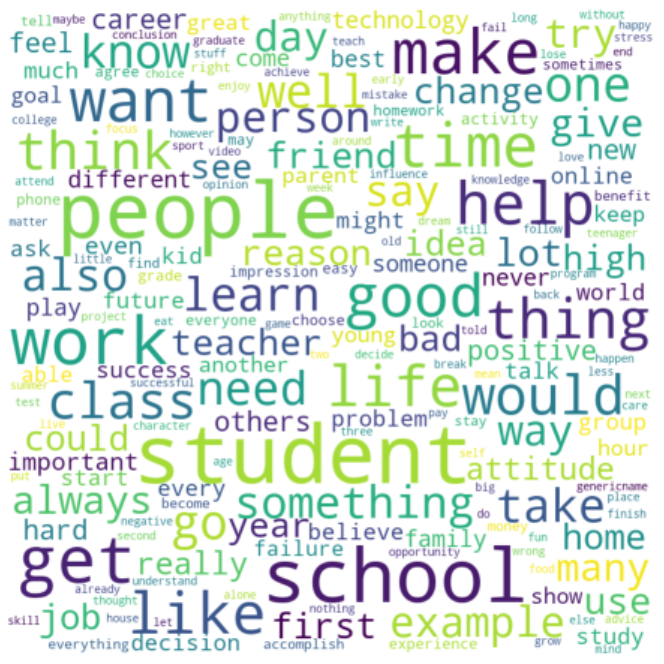 tell maybe career great anything technology long without happy
conclusion graduate teach fail try stress
feel know stuff come day best make lose end sometimes
much agree choice right achieve early
goal want enjoy well mistake homework change one
college person write activity give
however may
think focus sport video around time love new
see friend parent say influence knowledge online
different opinion benefit
phone attend week dream help follow teenager keep
matter people might old still
ask even reason idea lot high
little find kid someone never program
also grade impression easy back world
play future learn choose good thing
project eat everyone game look told
work teacher young bad positive happen
able success another two decide break mean talk less
summer successful need life would next
test class character pay stay care
live others problem way group
could three self hour
put student
important start age attitude
every big genericname
always become something take do place home
hard negative go year believe money finish
second family fun
really failure wrong many
get understand school opportunity food
already nothing show use
skill thought alone like first example else advice
job house let decision experience grow study
everything accomplish mind